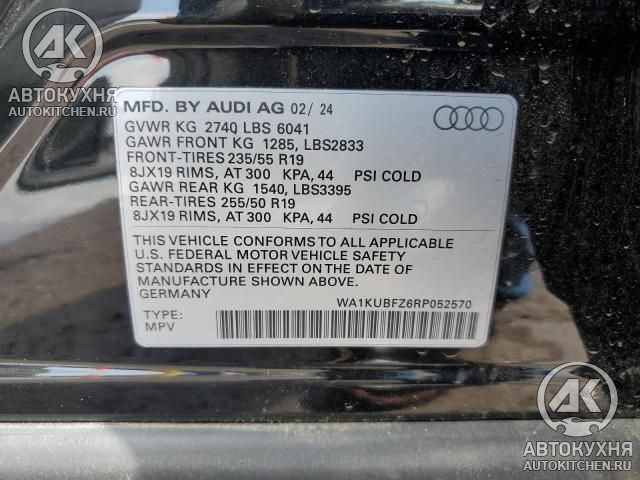 АК
АВТОКУХНЯ
AUTOKITCHEN.RU
MFD. BY AUDI AG 02/ 24
GVWR KG 2740 LBS 6041
GAWR FRONT KG 1285, LBS2833
FRONT-TIRES 235/55 R19
8JX19 RIMS, AT 300 KPA, 44 PSI COLD
GAWR REAR KG 1540, LBS3395
REAR-TIRES 255/50 R19
8JX19 RIMS, AT 300 KPA, 44 PSI COLD
THIS VEHICLE CONFORMS TO ALL APPLICABLE
U.S. FEDERAL MOTOR VEHICLE SAFETY
STANDARDS IN EFFECT ON THE DATE OF
MANUFACTURE SHOWN ABOVE.
GERMANY
WA1KUBFZ6RP052570
TYPE:
MPV
АК
АВТОКУХНЯ
AUTOKITCHEN.RU